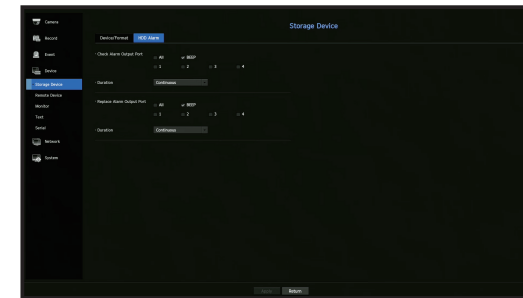 Storage Device
Camera
Record
Event
Device
Storage Device
Remote Device
Monitor
Text
Serial
Network
System
Device/Format HDD Alarm
Check Alarm Output Port
All BEEP
1 2 3 4
Duration Continuous
Replace Alarm Output Port
All BEEP
1 2 3 4
Duration Continuous
Apply Return